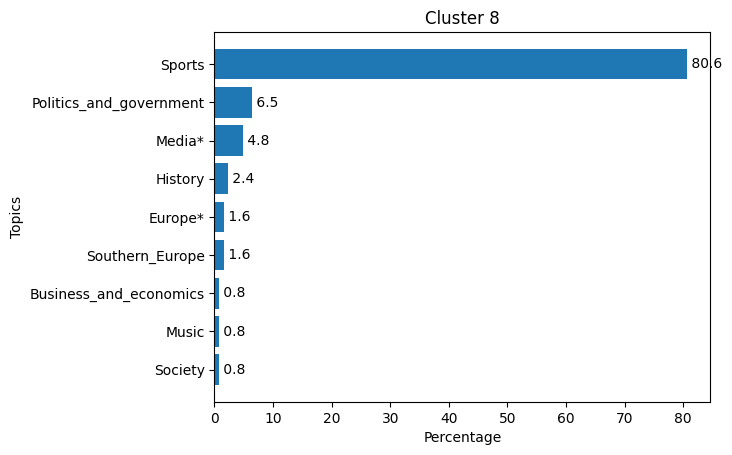 Cluster 8
Topics
Sports 80.6
Politics_and_government 6.5
Media* 4.8
History 2.4
Europe* 1.6
Southern_Europe 1.6
Business_and_economics 0.8
Music 0.8
Society 0.8
0 10 20 30 40 50 60 70 80
Percentage